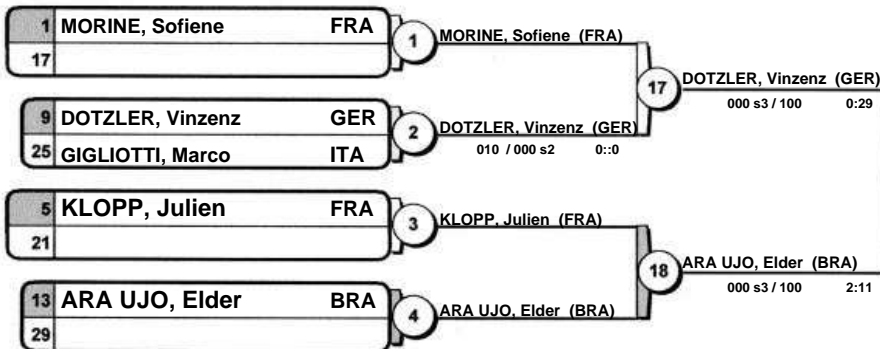 1 MORINE, Sofiene FRA
17
1
MORINE, Sofiene (FRA)
9 DOTZLER, Vinzenz GER
25 GIGLIOTTI, Marco ITA
2
DOTZLER, Vinzenz (GER)
010 / 000 s2 0::0
17
DOTZLER, Vinzenz (GER)
000 s3 / 100 0:29
5 KLOPP, Julien FRA
21
3
KLOPP, Julien (FRA)
13 ARA UJO, Elder BRA
29
4
ARA UJO, Elder (BRA)
18
ARA UJO, Elder (BRA)
000 s3 / 100 2:11